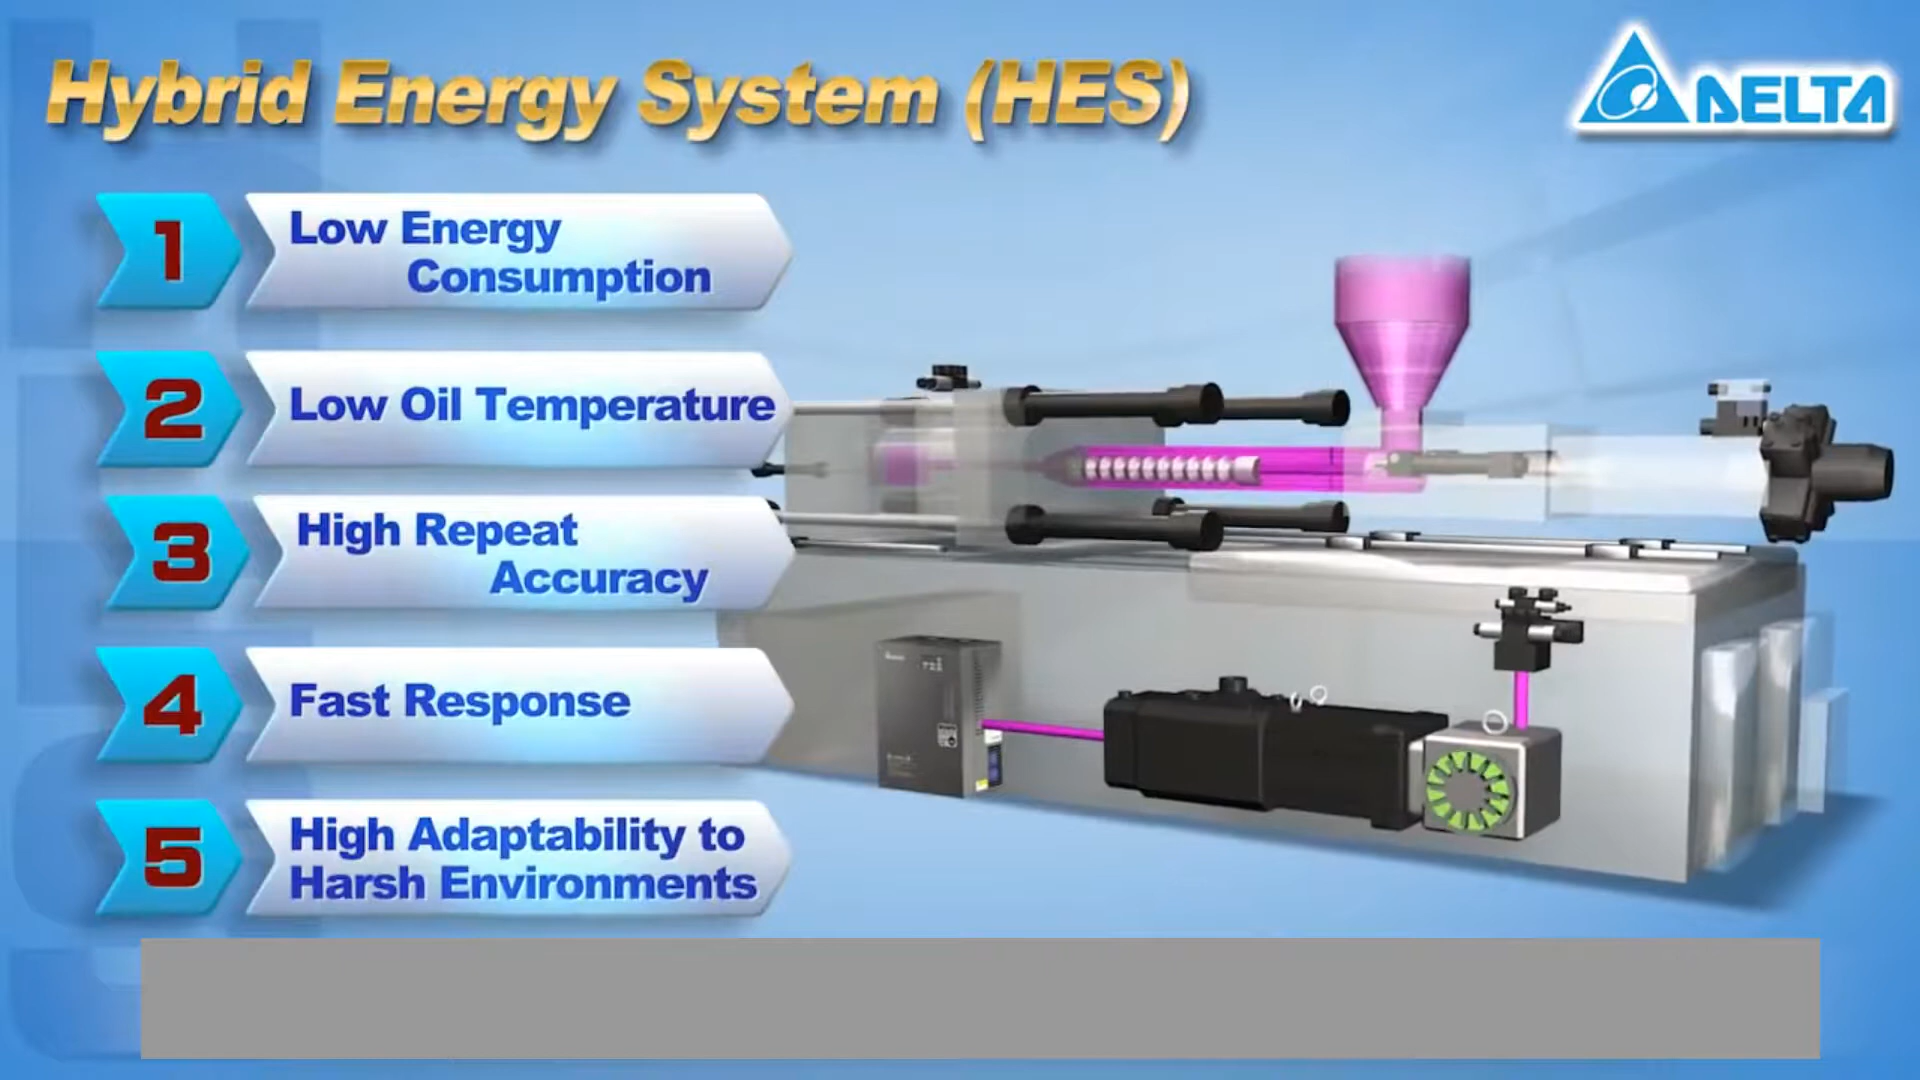 Hybrid Energy System (HES)
DELTA
1
Low Energy
Consumption
2
Low Oil Temperature
3
High Repeat
Accuracy
4
Fast Response
5
High Adaptability to
Harsh Environments